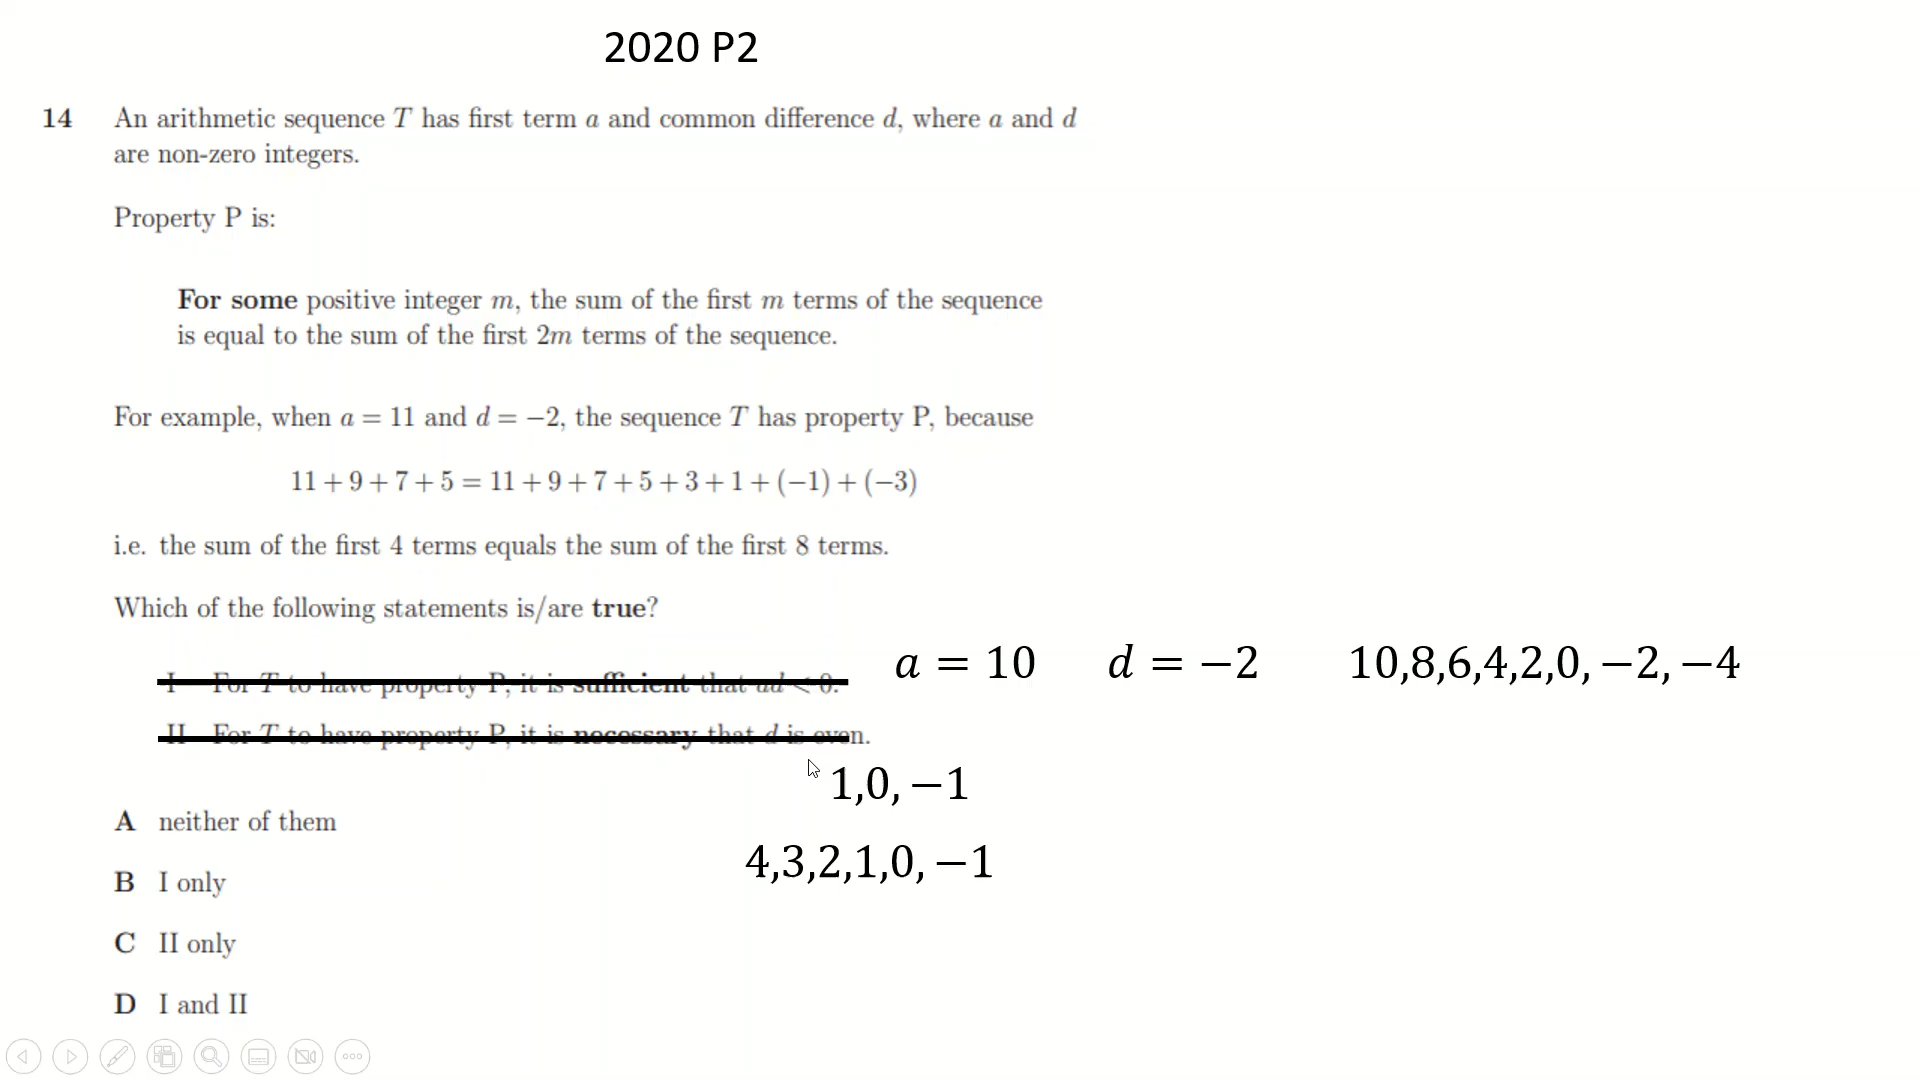 2020 P2
14 An arithmetic sequence T has first term a and common difference d, where a and d
are non-zero integers.
Property P is:
For some positive integer m, the sum of the first m terms of the sequence
is equal to the sum of the first 2m terms of the sequence.
For example, when a = 11 and d = −2, the sequence T has property P, because
11 + 9 + 7 + 5 = 11 + 9 + 7 + 5 + 3 + 1 + (−1) + (−3)
i.e. the sum of the first 4 terms equals the sum of the first 8 terms.
Which of the following statements is/are true?
I For T to have property P, it is sufficient that ad < 0.
a = 10 d = −2 10,8,6,4,2,0,−2,−4
II For T to have property P, it is necessary that d is even.
1,0,−1
A neither of them
4,3,2,1,0,−1
B I only
C II only
D I and II